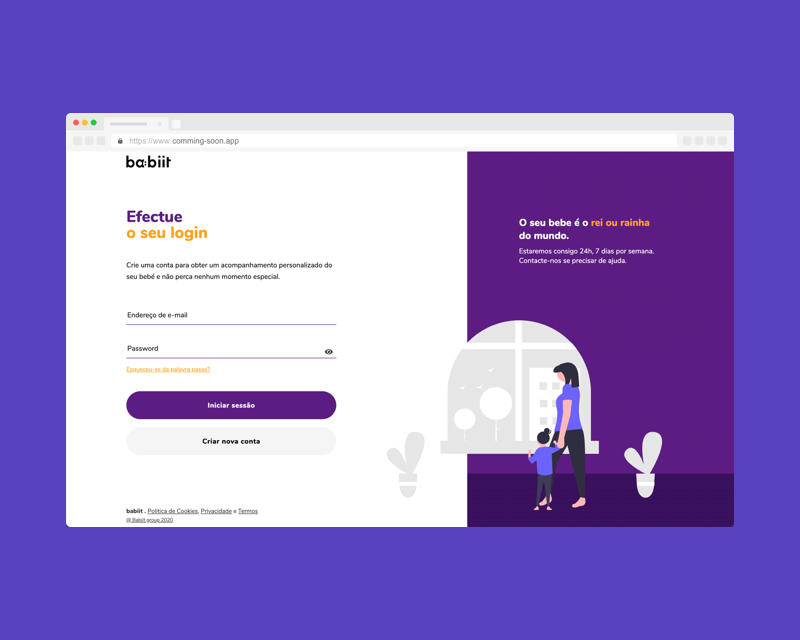 https://www.comming-soon.app
babiit
Efectue
o seu login
Crie uma conta para obter um acompanhamento personalizado do
seu bebé e não perca nenhum momento especial.
Endereço de e-mail
Password
Esqueceu-se da palavra passe?
Iniciar sessão
Criar nova conta
babiit . Politica de Cookies, Privacidade e Termos
@ Babiit group 2020
O seu bebe é o rei ou rainha
do mundo.
Estaremos consigo 24h, 7 dias por semana.
Contacte-nos se precisar de ajuda.